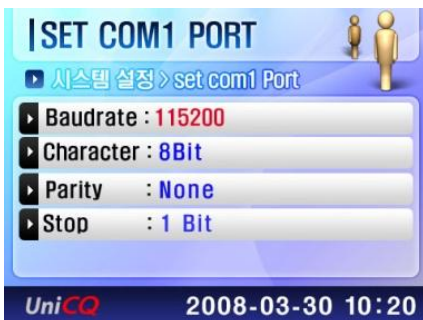 SET COM1 PORT
시스템 설정 > set com1 Port
Baudrate : 115200
Character : 8Bit
Parity : None
Stop : 1 Bit
UniCQ 2008-03-30 10:20